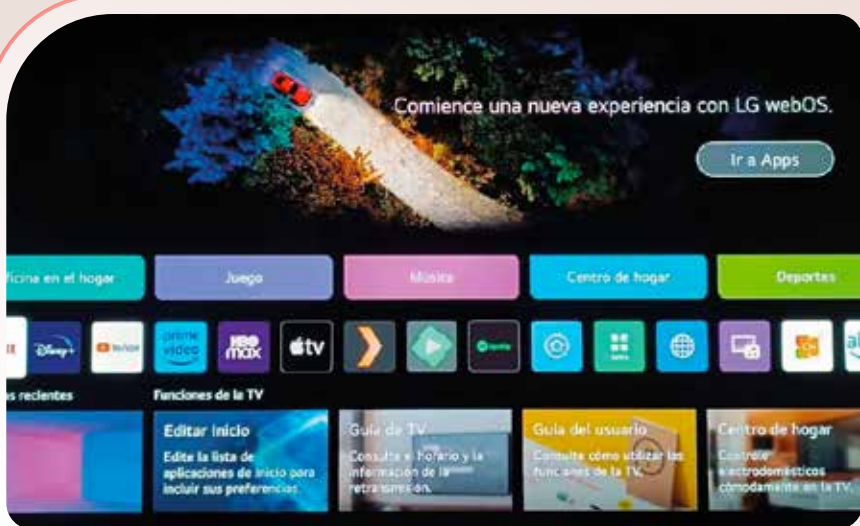 Comience una nueva experiencia con LG webOS.
Ir a Apps
ficina en el hogar
Juego
Música
Centro de hogar
Deportes
Disney+
prime video
HBO max
tv
as recientes
Funciones de la TV
Editar Inicio
Edite la lista de
aplicaciones de inicio para
incluir sus preferencias.
Guía de TV
Consulte el horario y la
información de la
retransmisión.
Guía del usuario
Consulte cómo utilizar las
funciones de la TV.
Centro de hogar
Controle
electrodomésticos
cómodamente en la TV.